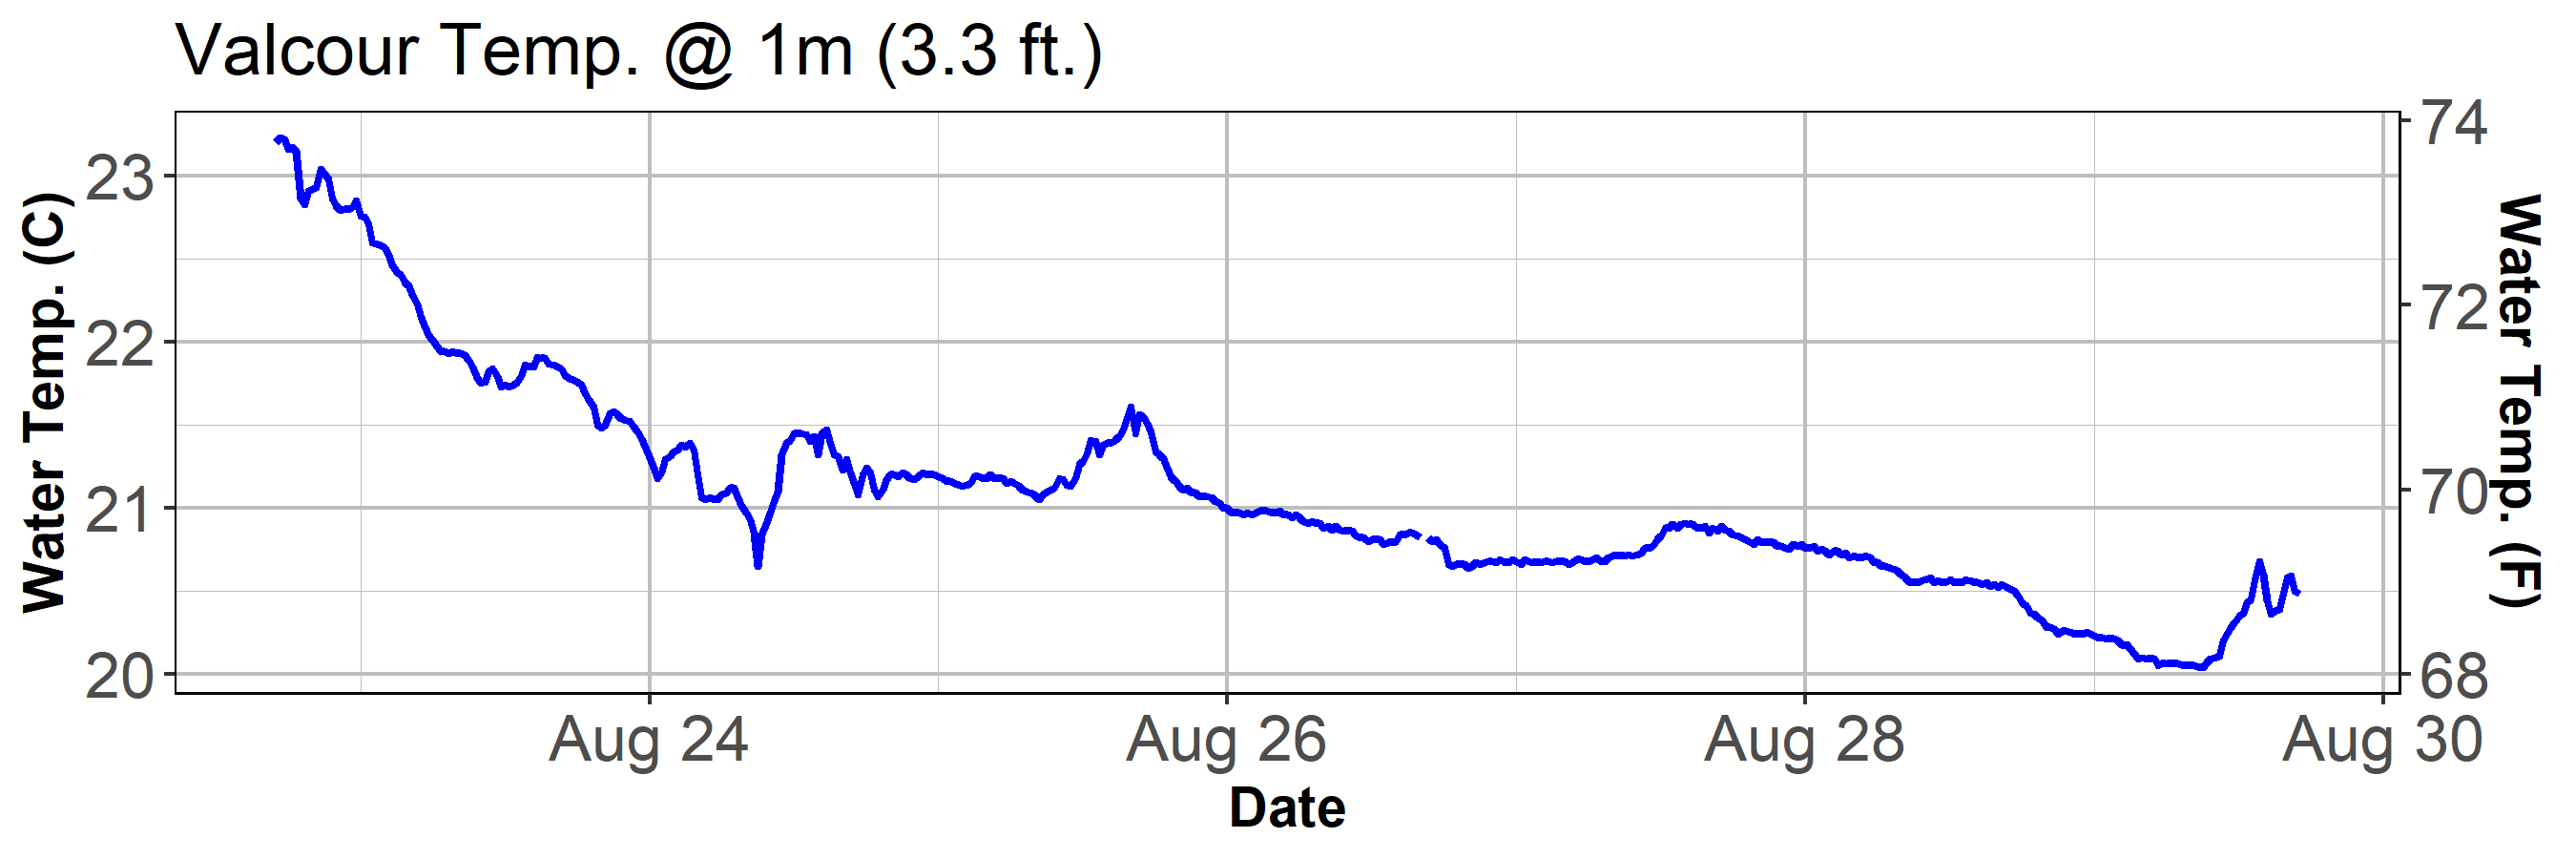 Valcour Temp. @ 1m (3.3 ft.)
Water Temp. (C)
23
22
21
20
74
72
70
68
Water Temp. (F)
Aug 24
Aug 26
Aug 28
Aug 30
Date